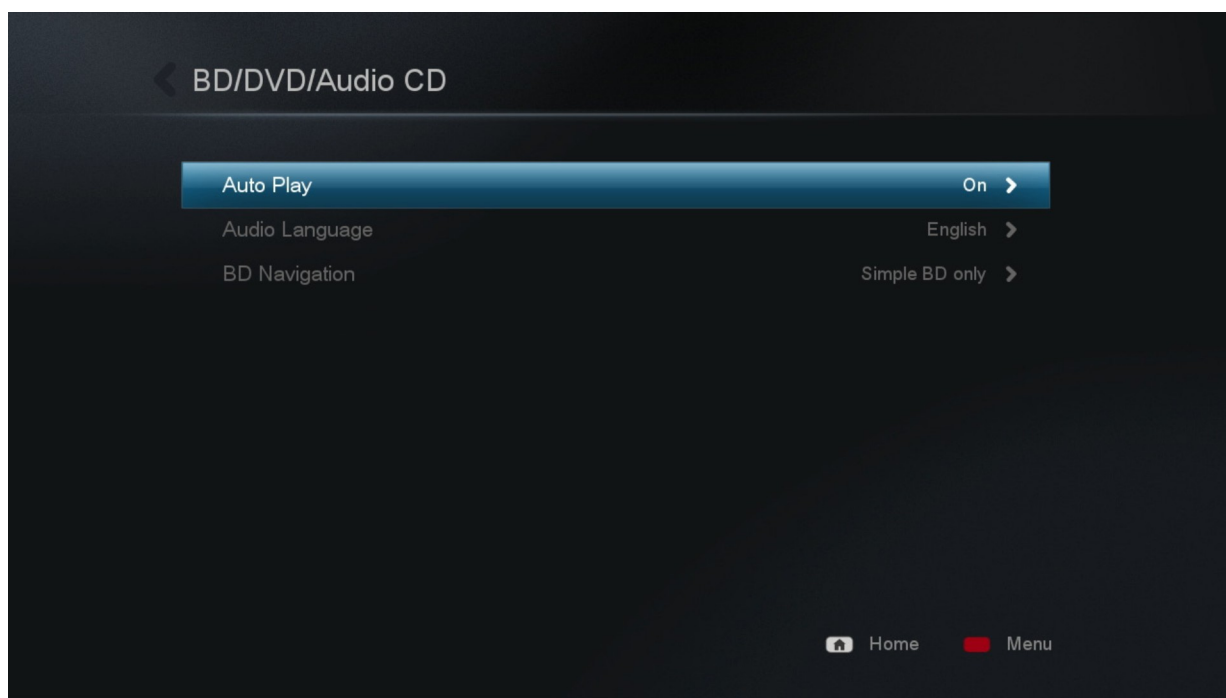 BD/DVD/Audio CD
Auto Play On
Audio Language English
BD Navigation Simple BD only
Home Menu